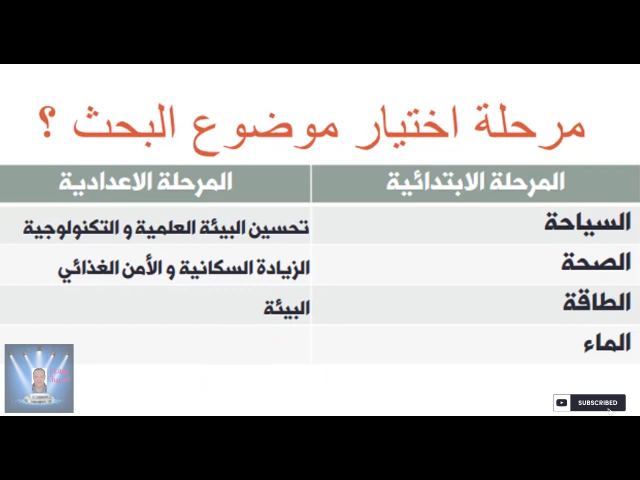 مرحلة اختيار موضوع البحث ؟
المرحلة الابتدائية
المرحلة الاعدادية
السياحة
تحسين البيئة العلمية و التكنولوجية
الصحة
الزيادة السكانية و الأمن الغذائي
الطاقة
البيئة
الماء
SUBSCRIBED